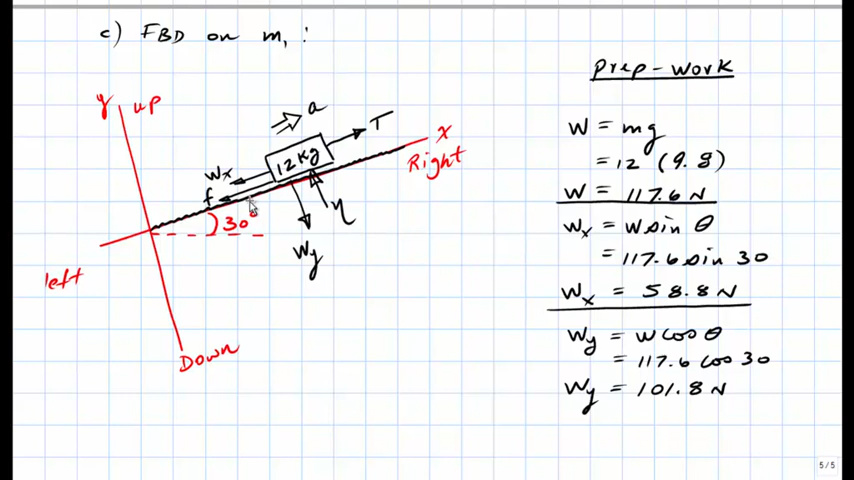 c) FBD on m₁ :
y up
a
T
x
Right
12 Kg
Wx
f
30°
η
Wy
left
Down
Prep-work
W = mg
= 12 (9.8)
W = 117.6 N
Wx = W sin θ
= 117.6 sin 30
Wx = 58.8 N
Wy = W cos θ
= 117.6 cos 30
Wy = 101.8 N
5/5